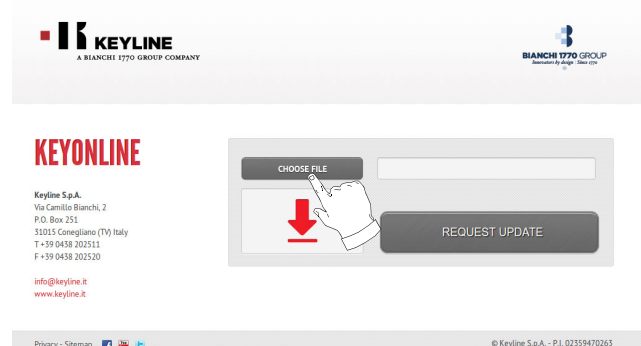 KEYLINE
A BIANCHI 1770 GROUP COMPANY
BIANCHI 1770 GROUP
Innovators by design | Since 1770
KEYONLINE
Keyline S.p.A.
Via Camillo Bianchi, 2
P.O. Box 251
31015 Conegliano (TV) Italy
T +39 0438 202511
F +39 0438 202520
info@keyline.it
www.keyline.it
CHOOSE FILE
REQUEST UPDATE
Privacy - Sitemap
© Keyline S.p.A. - P.I. 02359470263